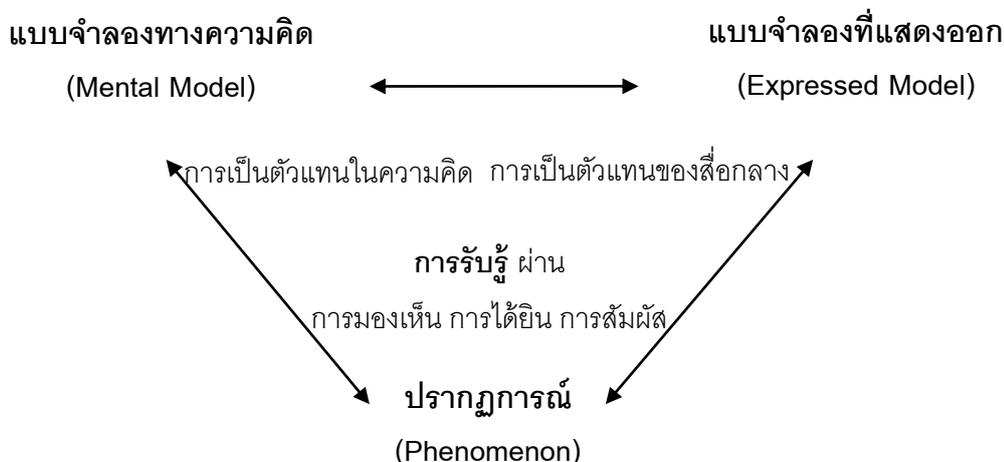 แบบจำลองทางความคิด
(Mental Model)
แบบจำลองที่แสดงออก
(Expressed Model)
การเป็นตัวแทนในความคิด
การเป็นตัวแทนของสื่อกลาง
การรับรู้ ผ่าน
การมองเห็น การได้ยิน การสัมผัส
ปรากฏการณ์
(Phenomenon)